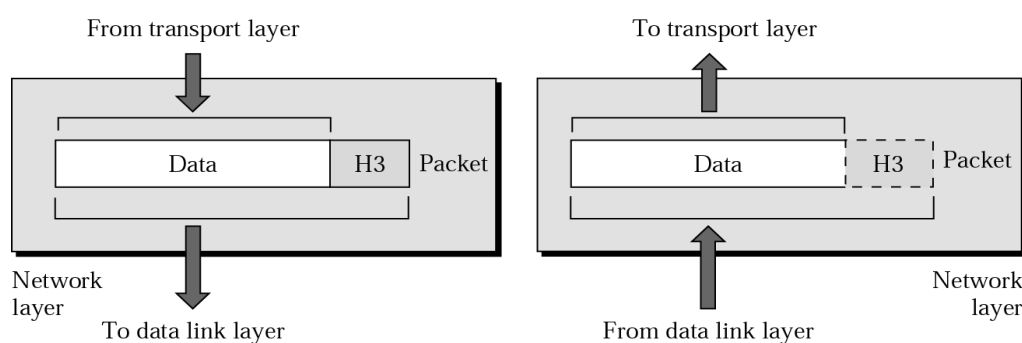 From transport layer
Data
H3
Packet
Network
layer
To data link layer
To transport layer
Data
H3
Packet
Network
layer
From data link layer